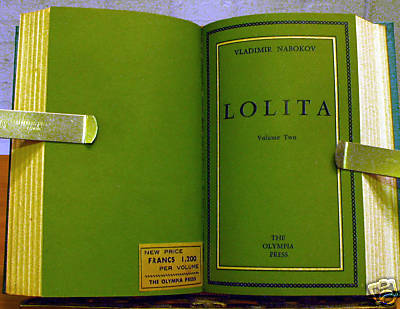 NEW PRICE
FRANCS 1,200
PER VOLUME
THE OLYMPIA PRESS
VLADIMIR NABOKOV
LOLITA
Volume Two
THE
OLYMPIA
PRESS